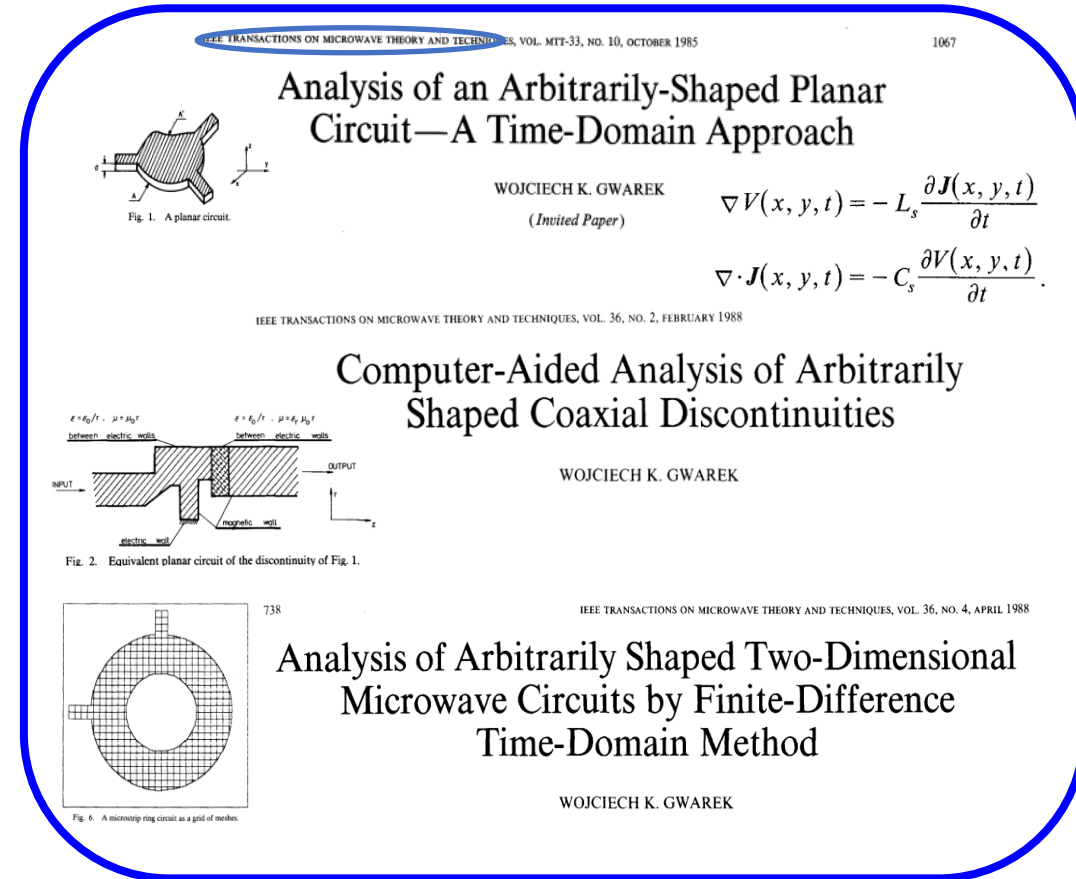 IEEE TRANSACTIONS ON MICROWAVE THEORY AND TECHNIQUES, VOL. MTT-33, NO. 10, OCTOBER 1985 1067
Analysis of an Arbitrarily-Shaped Planar
Circuit—A Time-Domain Approach
WOJCIECH K. GWAREK
(Invited Paper)
d
A
A'
z
y
x
Fig. 1. A planar circuit.
∇V(x, y, t) = − L_s ∂J(x, y, t)/∂t
∇·J(x, y, t) = − C_s ∂V(x, y, t)/∂t .
IEEE TRANSACTIONS ON MICROWAVE THEORY AND TECHNIQUES, VOL. 36, NO. 2, FEBRUARY 1988
Computer-Aided Analysis of Arbitrarily
Shaped Coaxial Discontinuities
WOJCIECH K. GWAREK
ε = ε₀/r , μ = μ₀r
between electric walls
ε = ε₀/r , μ = εᵣ μ₀r
between electric walls
INPUT
OUTPUT
r
z
magnetic wall
electric wall
Fig. 2. Equivalent planar circuit of the discontinuity of Fig. 1.
738 IEEE TRANSACTIONS ON MICROWAVE THEORY AND TECHNIQUES, VOL. 36, NO. 4, APRIL 1988
Analysis of Arbitrarily Shaped Two-Dimensional
Microwave Circuits by Finite-Difference
Time-Domain Method
WOJCIECH K. GWAREK
Fig. 6. A microstrip ring circuit as a grid of meshes.